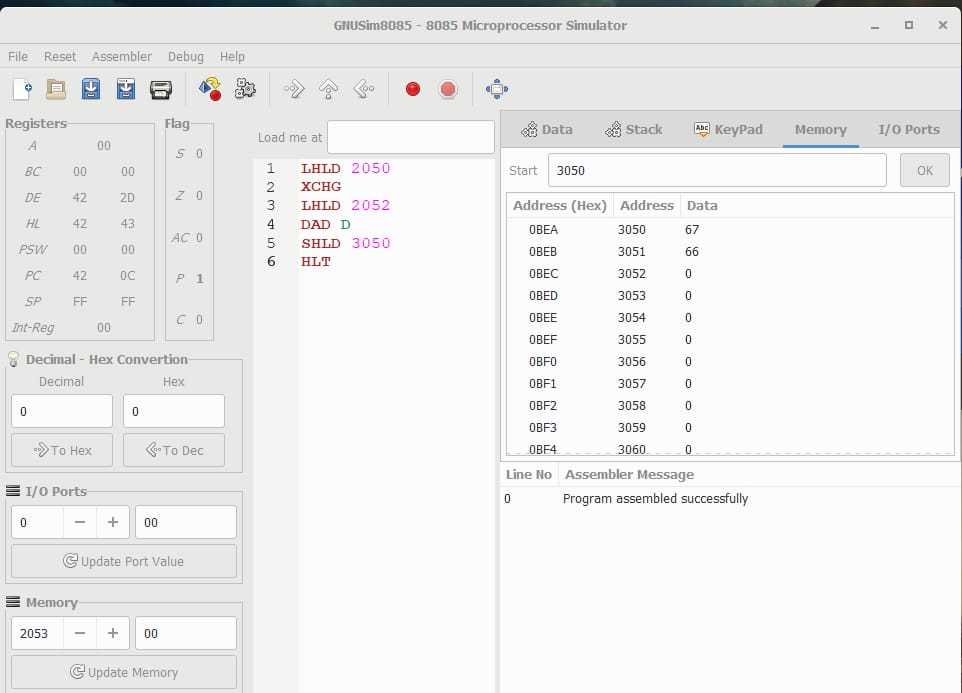 GNUSim8085 - 8085 Microprocessor Simulator
File Reset Assembler Debug Help
Registers
A 00
BC 00 00
DE 42 2D
HL 42 43
PSW 00 00
PC 42 0C
SP FF FF
Int-Reg 00
Flag
S 0
Z 0
AC 0
P 1
C 0
Decimal - Hex Convertion
Decimal Hex
0 0
To Hex To Dec
I/O Ports
0 − + 00
Update Port Value
Memory
2053 − + 00
Update Memory
Load me at
1 LHLD 2050
2 XCHG
3 LHLD 2052
4 DAD D
5 SHLD 3050
6 HLT
Data Stack Abc KeyPad Memory I/O Ports
Start 3050 OK
Address (Hex) Address Data
0BEA 3050 67
0BEB 3051 66
0BEC 3052 0
0BED 3053 0
0BEE 3054 0
0BEF 3055 0
0BF0 3056 0
0BF1 3057 0
0BF2 3058 0
0BF3 3059 0
0BF4 3060 0
Line No Assembler Message
0 Program assembled successfully